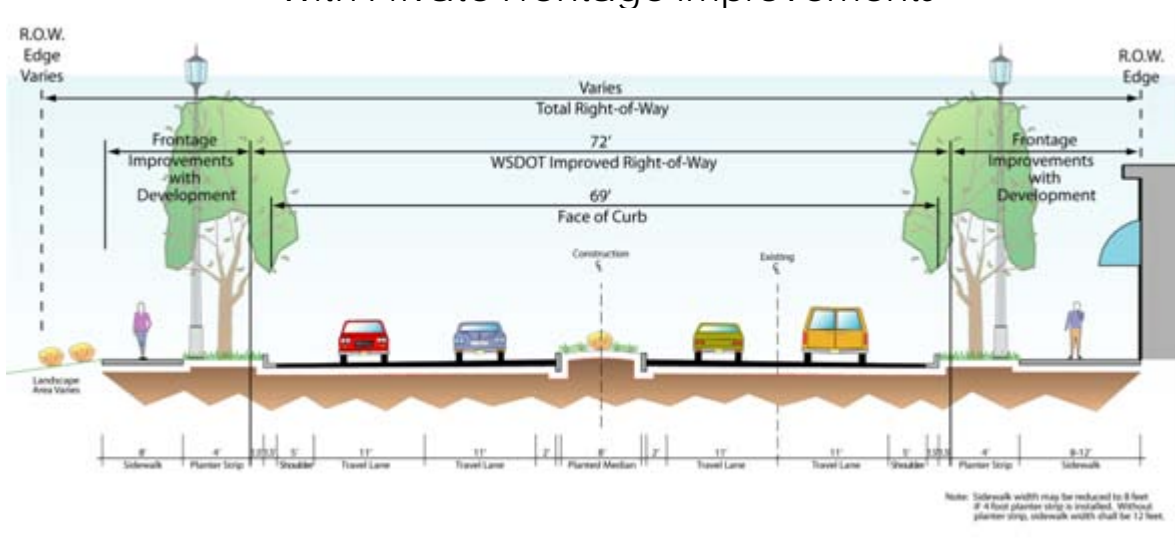 with Private Frontage Improvements
R.O.W.
Edge
Varies
R.O.W.
Edge
Varies
Total Right-of-Way
Frontage
Improvements
with
Development
72'
WSDOT Improved Right-of-Way
Frontage
Improvements
with
Development
69'
Face of Curb
Construction
Existing
Landscape
Area Varies
8' 4' 5' 11' 11' 2' 8' 2' 11' 11' 5' 4' 8-12'
Sidewalk Planter Strip Shoulder Travel Lane Travel Lane Planted Median Travel Lane Travel Lane Shoulder Planter Strip Sidewalk
Note: Sidewalk width may be reduced to 8 feet
if 4 foot planter strip is installed. Without
planter strip, sidewalk width shall be 12 feet.